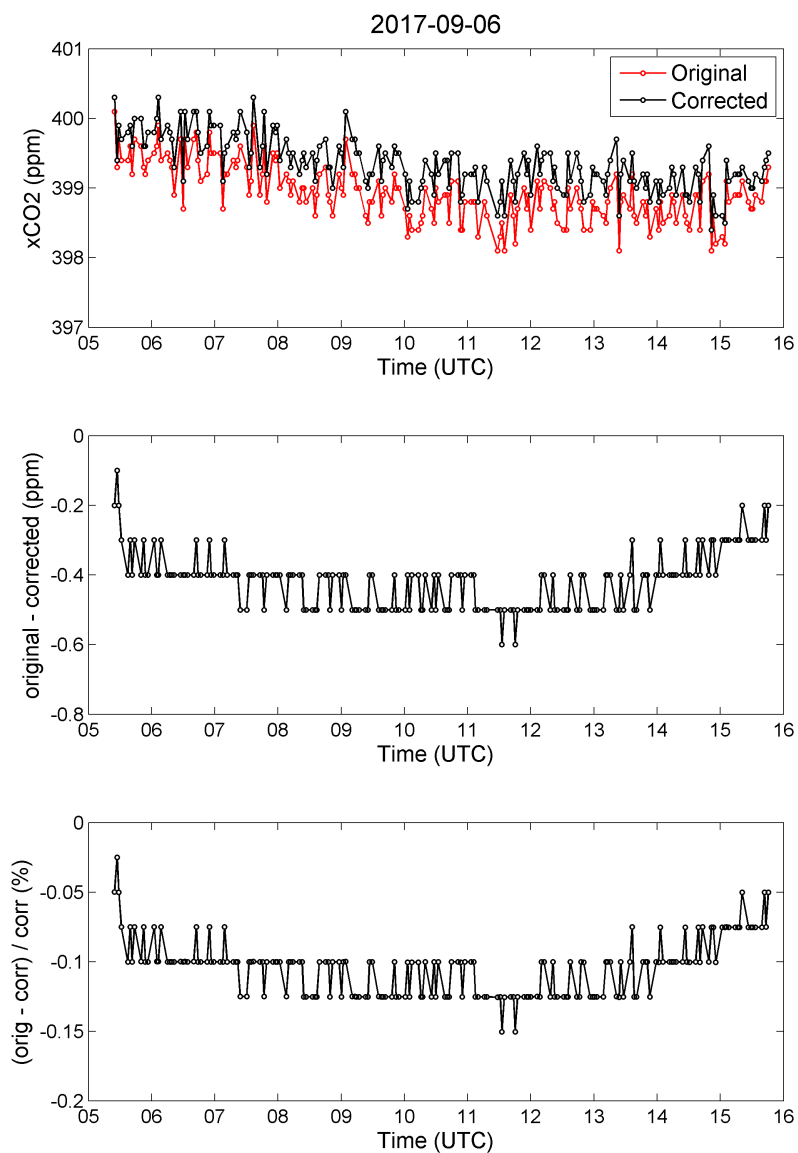 2017-09-06
401
400
399
398
397
xCO2 (ppm)
Original
Corrected
05 06 07 08 09 10 11 12 13 14 15 16
Time (UTC)
0
-0.2
-0.4
-0.6
-0.8
original - corrected (ppm)
05 06 07 08 09 10 11 12 13 14 15 16
Time (UTC)
0
-0.05
-0.1
-0.15
-0.2
(orig - corr) / corr (%)
05 06 07 08 09 10 11 12 13 14 15 16
Time (UTC)